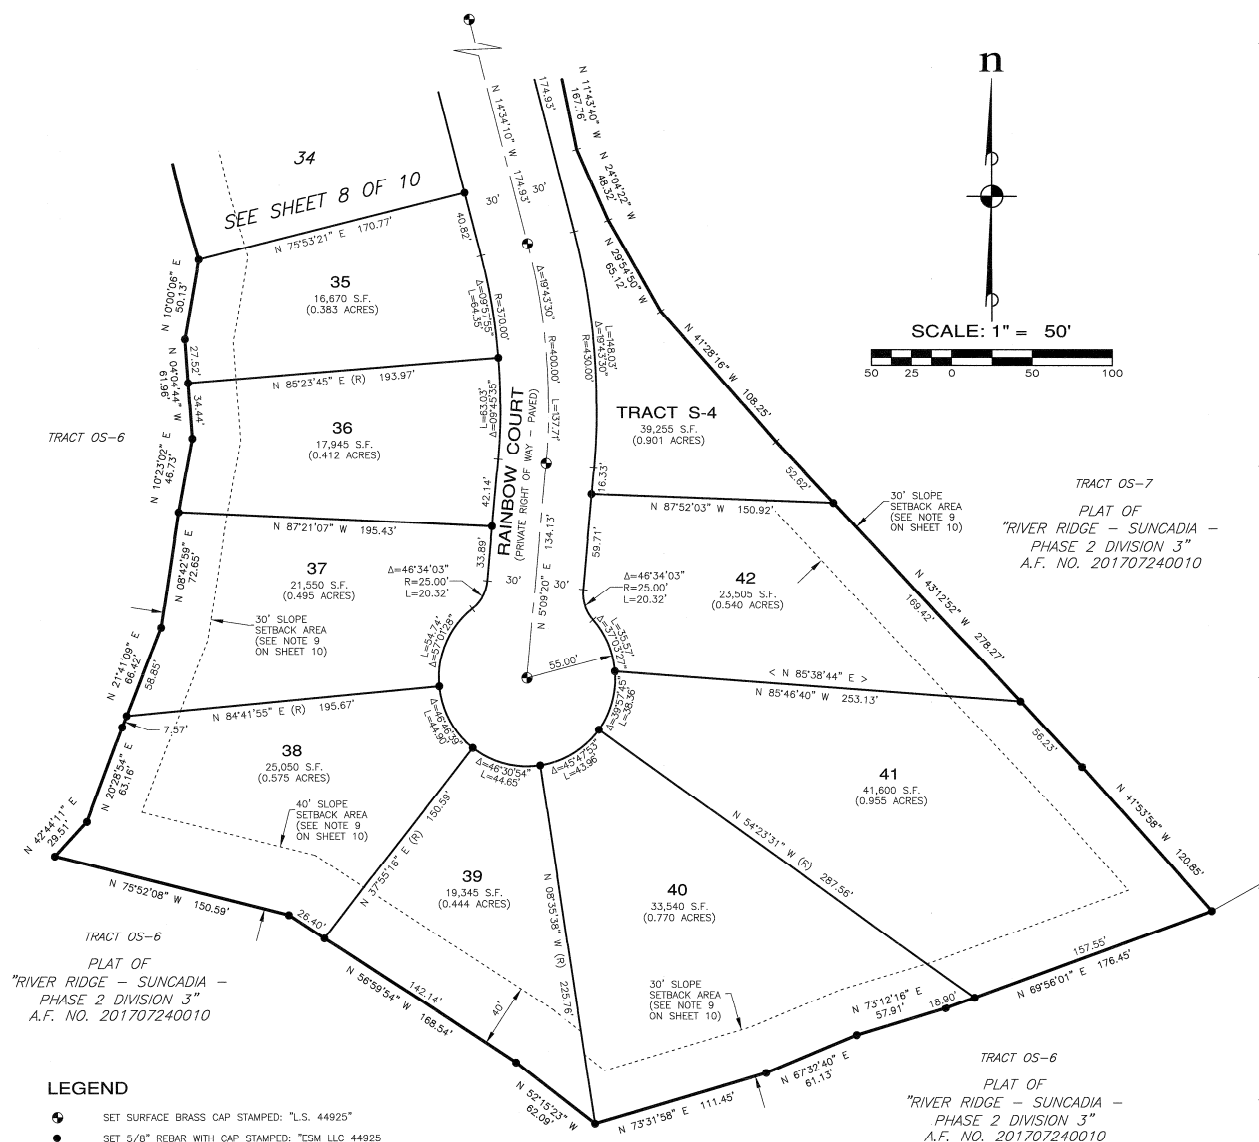 n
SCALE: 1" = 50'
50 25 0 50 100
34
SEE SHEET 8 OF 10
N 75°53'21" E 170.77'
N 14°34'10" W 174.93'
174.93'
30' 30'
N 11°43'40" W
167.76'
N 24°04'22" W
48.32'
N 29°54'50" W
65.12'
N 41°28'16" W 108.25'
52.62'
40.82'
35
16,670 S.F.
(0.383 ACRES)
N 10°00'06" E
50.13'
27.52'
N 04°04'44" W
61.96'
34.44'
Δ=09°57'55"
L=64.35'
R=370.00'
Δ=19°43'30"
R=400.00'
L=137.71'
L=148.03'
Δ=19°43'30"
R=430.00'
N 85°23'45" E (R) 193.97'
TRACT OS-6
36
17,945 S.F.
(0.412 ACRES)
N 10°23'02" E
46.73'
L=63.03'
Δ=09°45'35"
42.14'
RAINBOW COURT
(PRIVATE RIGHT OF WAY - PAVED)
TRACT S-4
39,255 S.F.
(0.901 ACRES)
16.33'
N 87°52'03" W 150.92'
30' SLOPE
SETBACK AREA
(SEE NOTE 9
ON SHEET 10)
TRACT OS-7
PLAT OF
"RIVER RIDGE - SUNCADIA -
PHASE 2 DIVISION 3"
A.F. NO. 201707240010
N 87°21'07" W 195.43'
37
21,550 S.F.
(0.495 ACRES)
N 08°42'59" E
72.65'
33.89'
Δ=46°34'03"
R=25.00'
L=20.32'
30' 30'
N 5°09'20" E 134.13'
59.71'
Δ=46°34'03"
R=25.00'
L=20.32'
42
23,505 S.F.
(0.540 ACRES)
N 43°12'52" W 278.27'
169.42'
30' SLOPE
SETBACK AREA
(SEE NOTE 9
ON SHEET 10)
L=54.74'
Δ=57°01'28"
L=35.57'
Δ=37°03'27"
55.00'
N 21°41'09" E
66.42'
58.85'
7.57'
N 84°41'55" E (R) 195.67'
< N 85°38'44" E >
N 85°46'40" W 253.13'
56.23'
38
25,050 S.F.
(0.575 ACRES)
N 20°28'54" E
63.16'
Δ=46°46'39"
L=44.90'
Δ=46°30'54"
L=44.65'
Δ=45°47'53"
L=43.96'
Δ=39°57'45"
L=38.36'
41
41,600 S.F.
(0.955 ACRES)
40' SLOPE
SETBACK AREA
(SEE NOTE 9
ON SHEET 10)
N 42°44'11" E
29.51'
N 37°55'16" E (R) 150.59'
N 54°23'31" W (R) 287.56'
N 41°53'58" W 120.85'
N 75°52'08" W 150.59'
26.40'
39
19,345 S.F.
(0.444 ACRES)
N 08°35'38" W (R) 225.76'
40
33,540 S.F.
(0.770 ACRES)
TRACT OS-6
PLAT OF
"RIVER RIDGE - SUNCADIA -
PHASE 2 DIVISION 3"
A.F. NO. 201707240010
142.14'
N 56°59'54" W 168.54'
40'
30' SLOPE
SETBACK AREA
(SEE NOTE 9
ON SHEET 10)
157.55'
N 69°56'01" E 176.45'
18.90'
N 73°12'16" E
57.91'
N 67°32'40" E
61.13'
N 73°31'58" E 111.45'
N 52°15'23" W
62.09'
TRACT OS-6
PLAT OF
"RIVER RIDGE - SUNCADIA -
PHASE 2 DIVISION 3"
A.F. NO. 201707240010
LEGEND
SET SURFACE BRASS CAP STAMPED: "L.S. 44925"
SET 5/8" REBAR WITH CAP STAMPED: "ESM LLC 44925